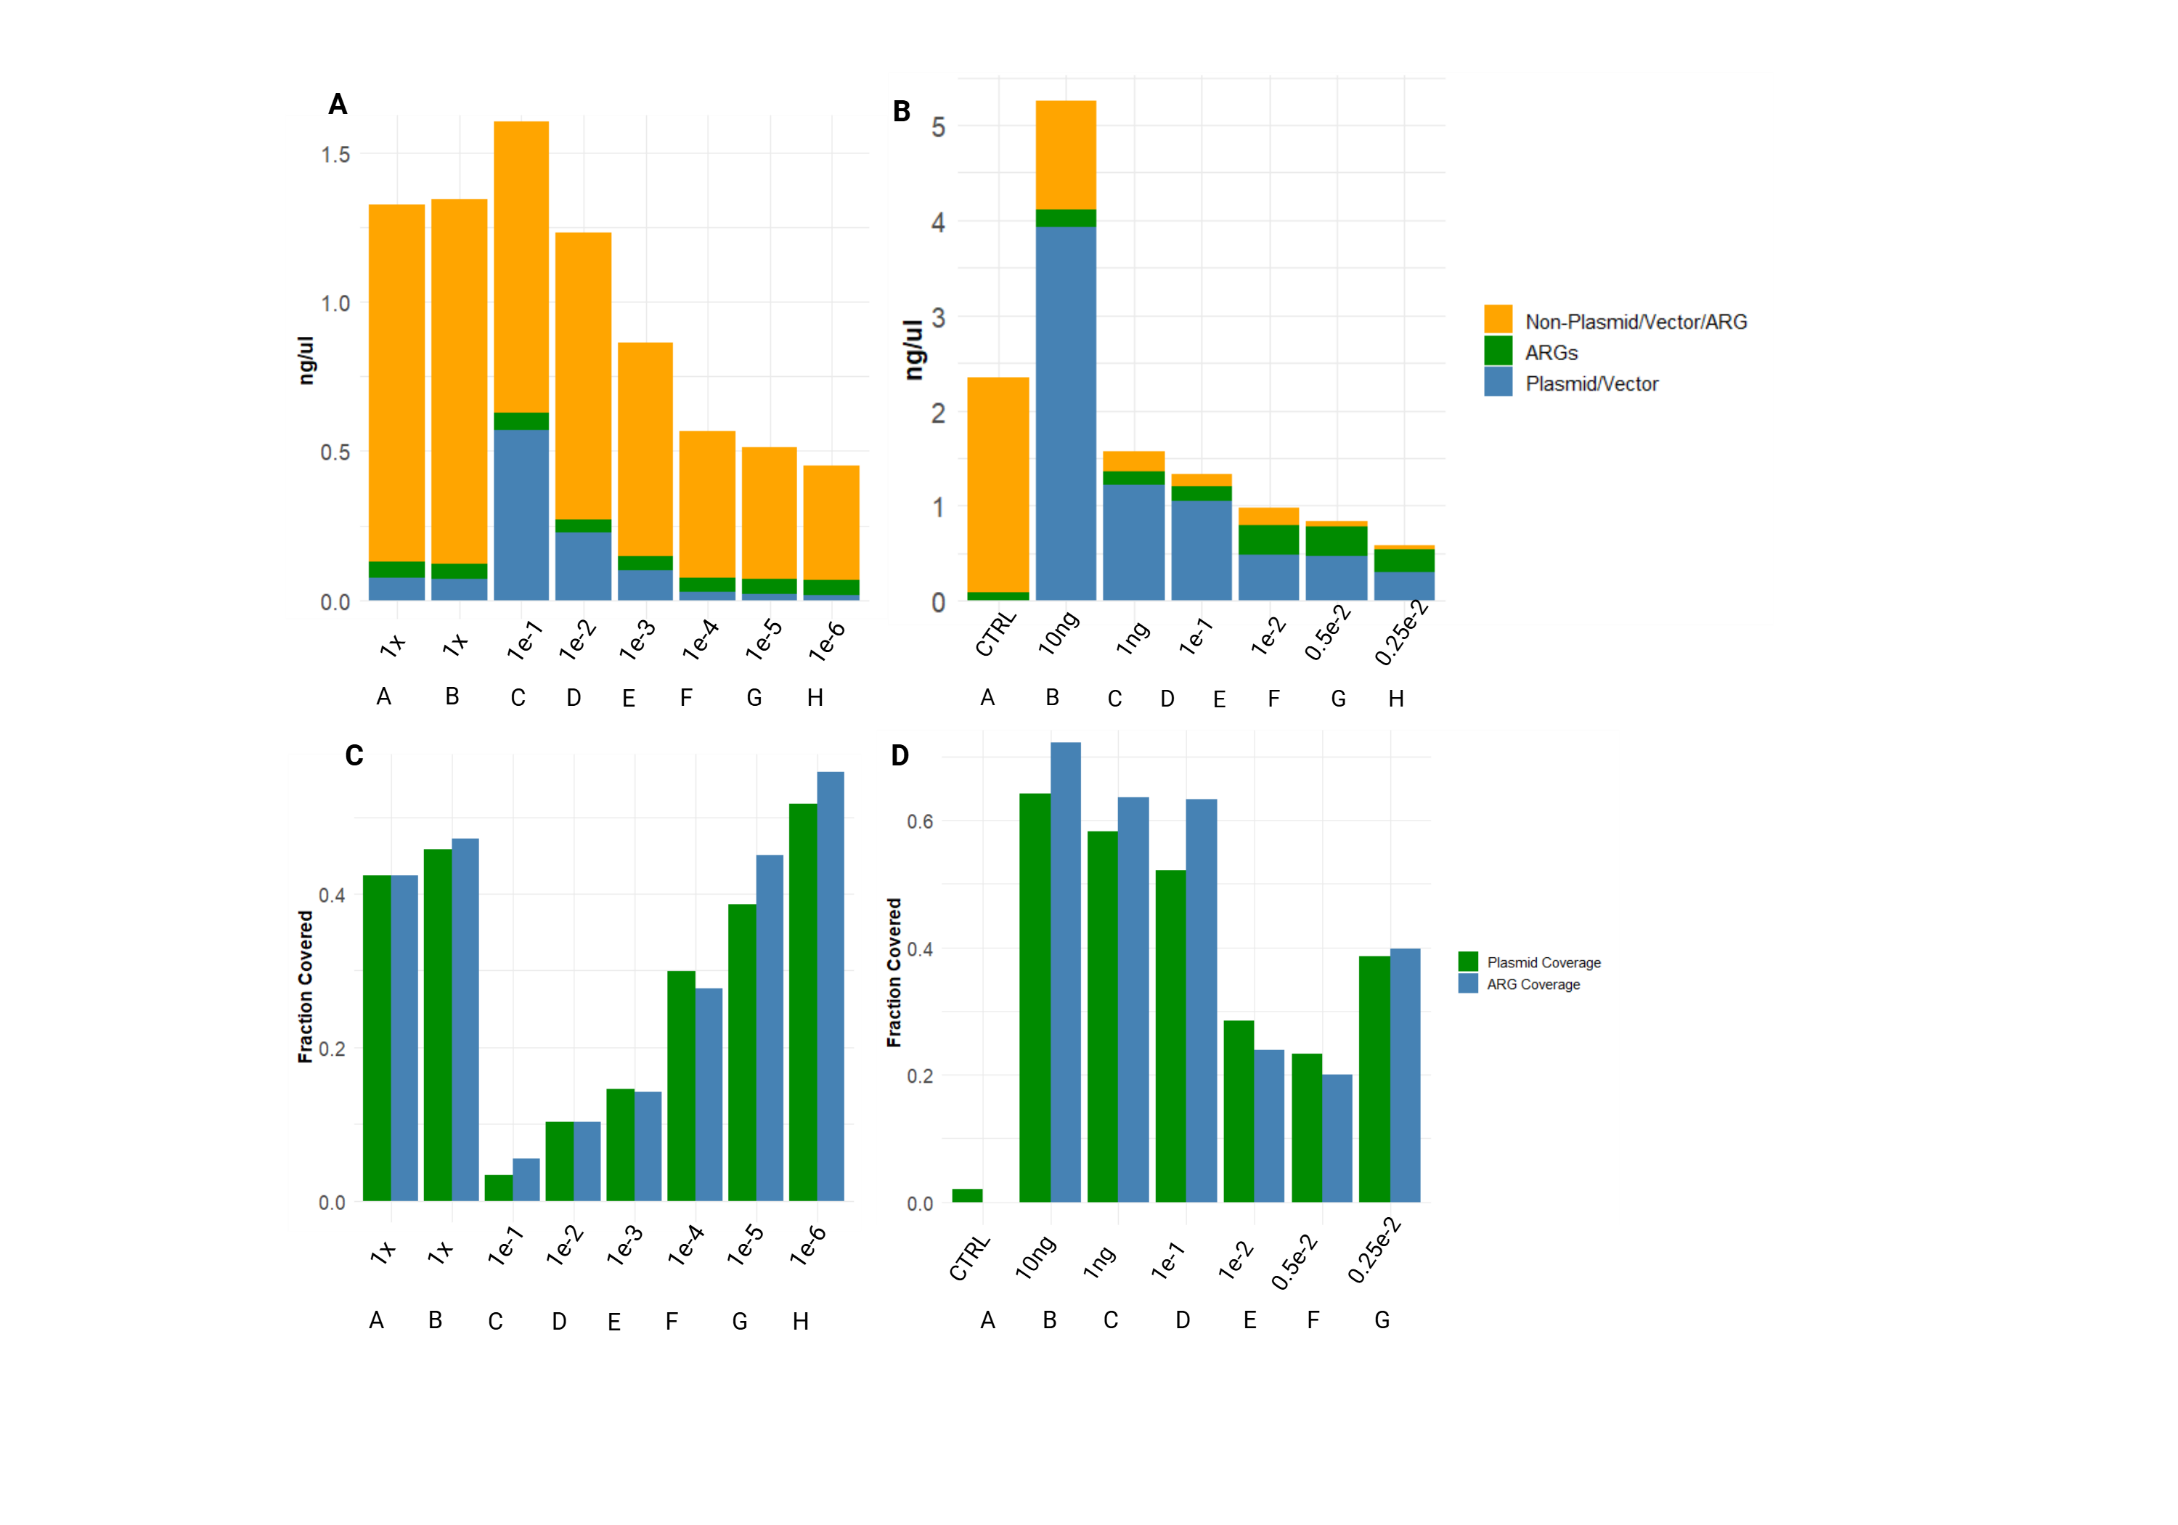 A
ng/ul
1.5
1.0
0.5
0.0
1x 1x 1e-1 1e-2 1e-3 1e-4 1e-5 1e-6
A B C D E F G H
B
ng/ul
5
4
3
2
1
0
CTRL 10ng 1ng 1e-1 1e-2 0.5e-2 0.25e-2
A B C D E F G H
Non-Plasmid/Vector/ARG
ARGs
Plasmid/Vector
C
Fraction Covered
0.4
0.2
0.0
1x 1x 1e-1 1e-2 1e-3 1e-4 1e-5 1e-6
A B C D E F G H
D
Fraction Covered
0.6
0.4
0.2
0.0
CTRL 10ng 1ng 1e-1 1e-2 0.5e-2 0.25e-2
A B C D E F G
Plasmid Coverage
ARG Coverage